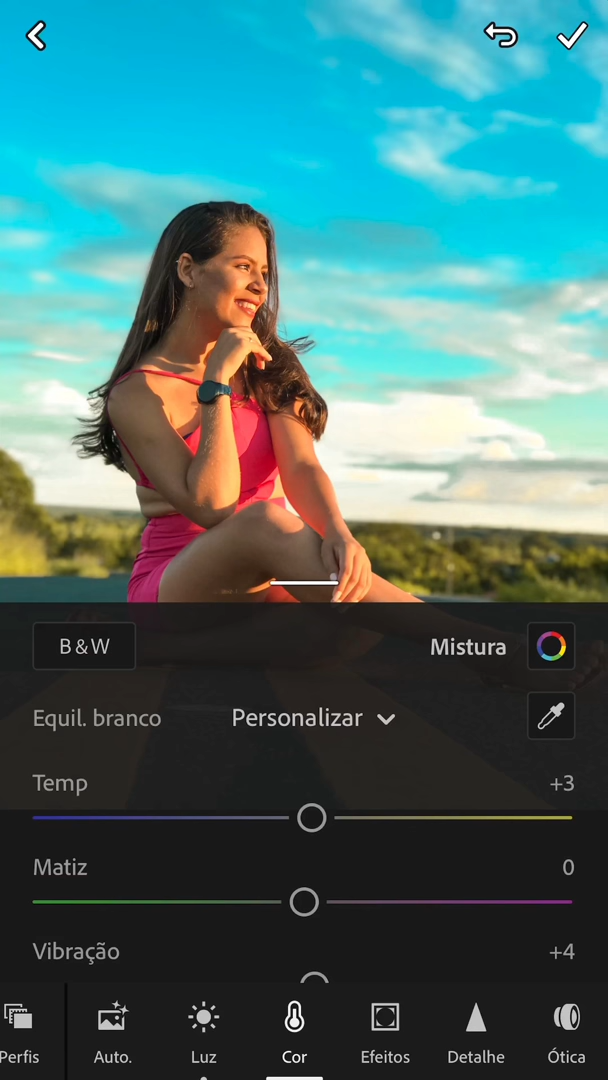 B&W
Mistura
Equil. branco
Personalizar
Temp
+3
Matiz
0
Vibração
+4
Perfis
Auto.
Luz
Cor
Efeitos
Detalhe
Ótica